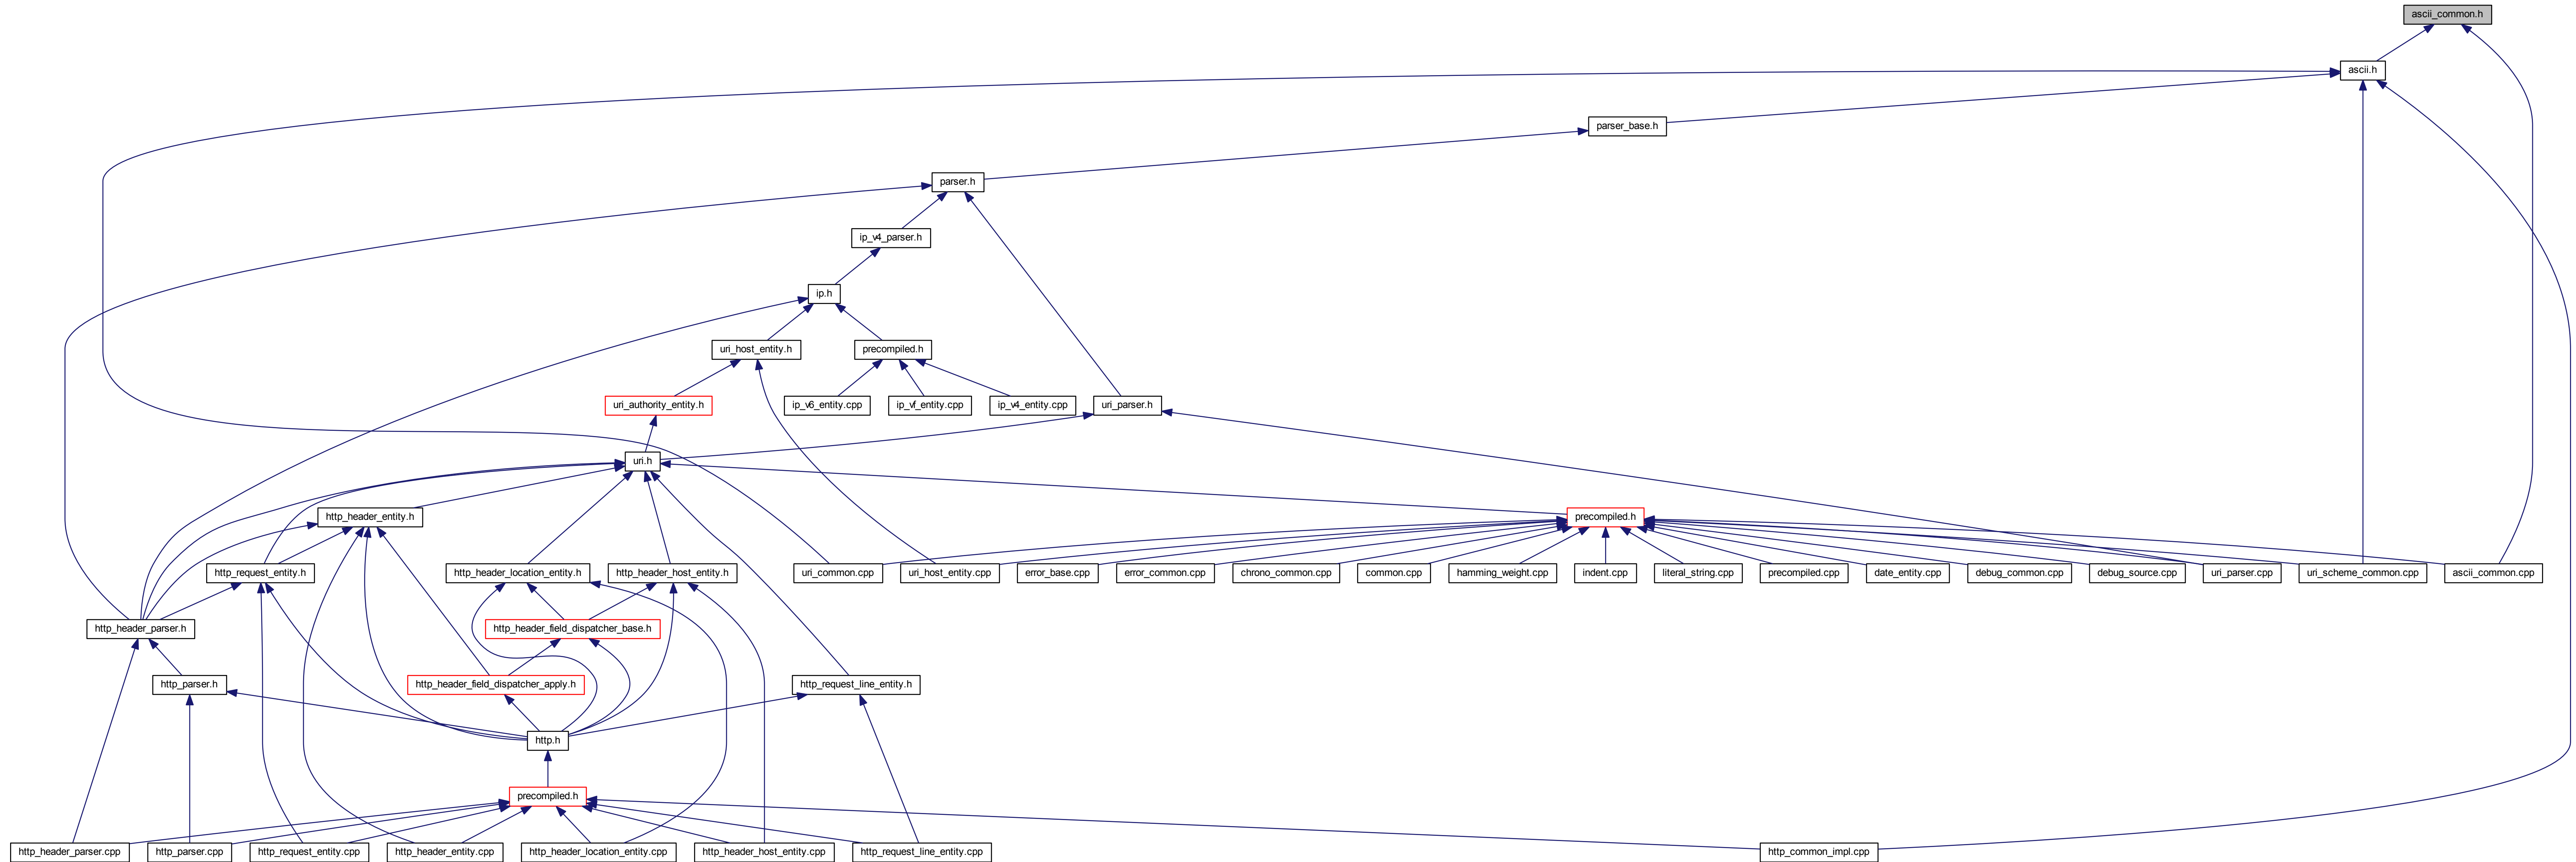 ascii_common.h
ascii.h
parser_base.h
parser.h
ip_v4_parser.h
ip.h
uri_host_entity.h
precompiled.h
uri_authority_entity.h
ip_v6_entity.cpp
ip_vf_entity.cpp
ip_v4_entity.cpp
uri_parser.h
uri.h
http_header_entity.h
precompiled.h
http_request_entity.h
http_header_location_entity.h
http_header_host_entity.h
uri_common.cpp
uri_host_entity.cpp
error_base.cpp
error_common.cpp
chrono_common.cpp
common.cpp
hamming_weight.cpp
indent.cpp
literal_string.cpp
precompiled.cpp
date_entity.cpp
debug_common.cpp
debug_source.cpp
uri_parser.cpp
uri_scheme_common.cpp
ascii_common.cpp
http_header_parser.h
http_header_field_dispatcher_base.h
http_parser.h
http_header_field_dispatcher_apply.h
http_request_line_entity.h
http.h
precompiled.h
http_header_parser.cpp
http_parser.cpp
http_request_entity.cpp
http_header_entity.cpp
http_header_location_entity.cpp
http_header_host_entity.cpp
http_request_line_entity.cpp
http_common_impl.cpp